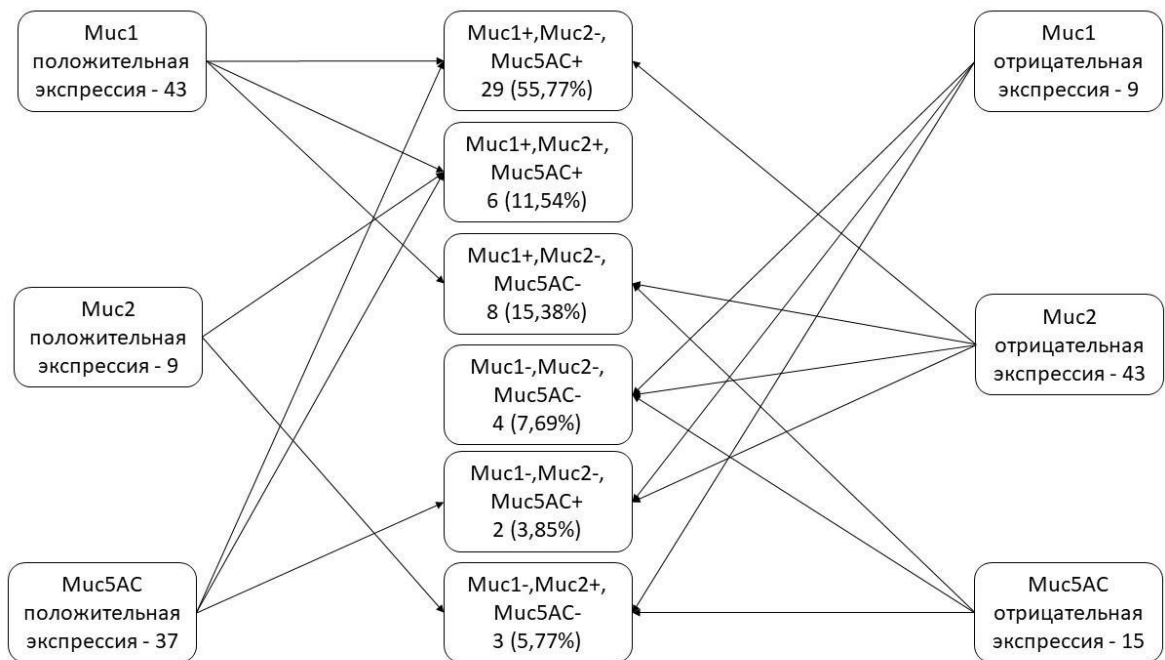 Muc1
положительная
экспрессия - 43
Muc2
положительная
экспрессия - 9
Muc5AC
положительная
экспрессия - 37
Muc1+,Muc2-,
Muc5AC+
29 (55,77%)
Muc1+,Muc2+,
Muc5AC+
6 (11,54%)
Muc1+,Muc2-,
Muc5AC-
8 (15,38%)
Muc1-,Muc2-,
Muc5AC-
4 (7,69%)
Muc1-,Muc2-,
Muc5AC+
2 (3,85%)
Muc1-,Muc2+,
Muc5AC-
3 (5,77%)
Muc1
отрицательная
экспрессия - 9
Muc2
отрицательная
экспрессия - 43
Muc5AC
отрицательная
экспрессия - 15